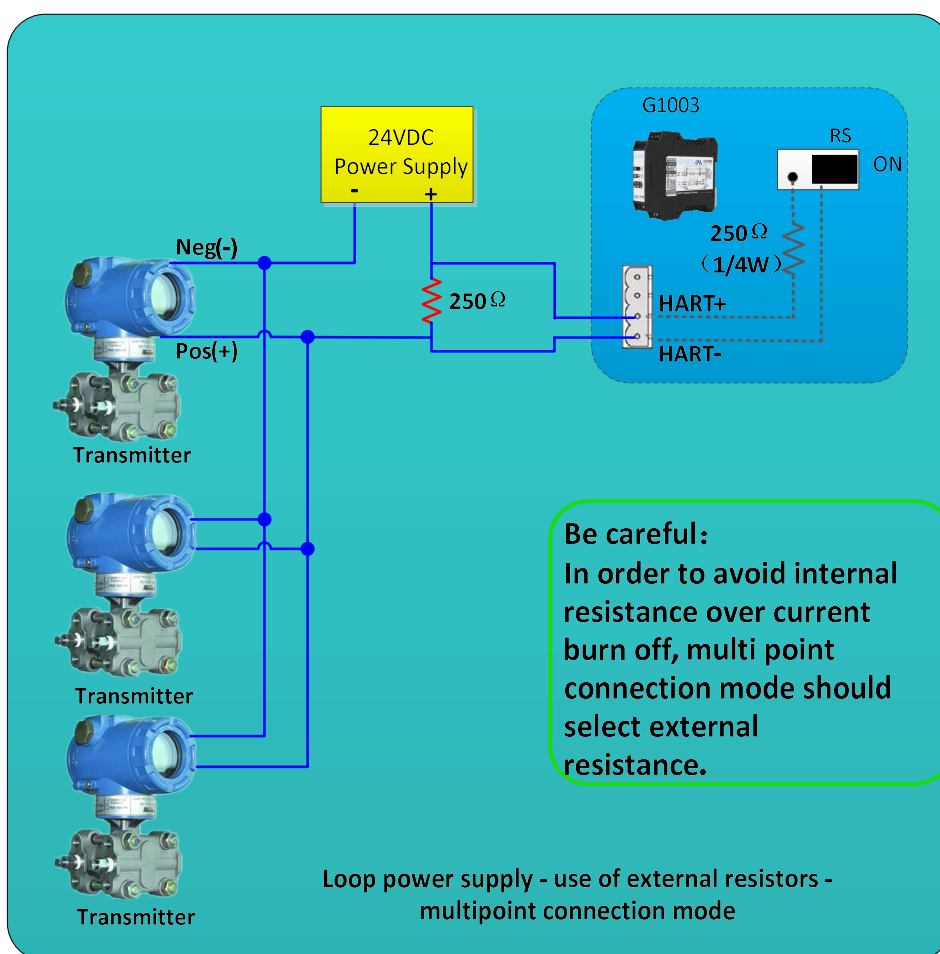 G1003
RS
ON
24VDC
Power Supply
-
+
250Ω
（1/4W）
Neg(-)
250Ω
HART+
Pos(+)
HART-
Transmitter
Be careful:
In order to avoid internal
resistance over current
burn off, multi point
connection mode should
select external
resistance.
Transmitter
Loop power supply - use of external resistors -
multipoint connection mode
Transmitter